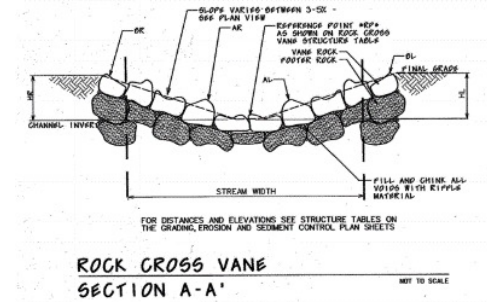 SLOPE VARIES BETWEEN 3-5% -
SEE PLAN VIEW
BR
AR
REFERENCE POINT "RP"
AS SHOWN ON ROCK CROSS
VANE STRUCTURE TABLE
VANE ROCK
FOOTER ROCK
BL
FINAL GRADE
AL
HR
HL
CHANNEL INVERT
FILL AND CHINK ALL
VOIDS WITH RIFFLE
MATERIAL
STREAM WIDTH
FOR DISTANCES AND ELEVATIONS SEE STRUCTURE TABLES ON
THE GRADING, EROSION AND SEDIMENT CONTROL PLAN SHEETS
ROCK CROSS VANE
SECTION A-A'
NOT TO SCALE